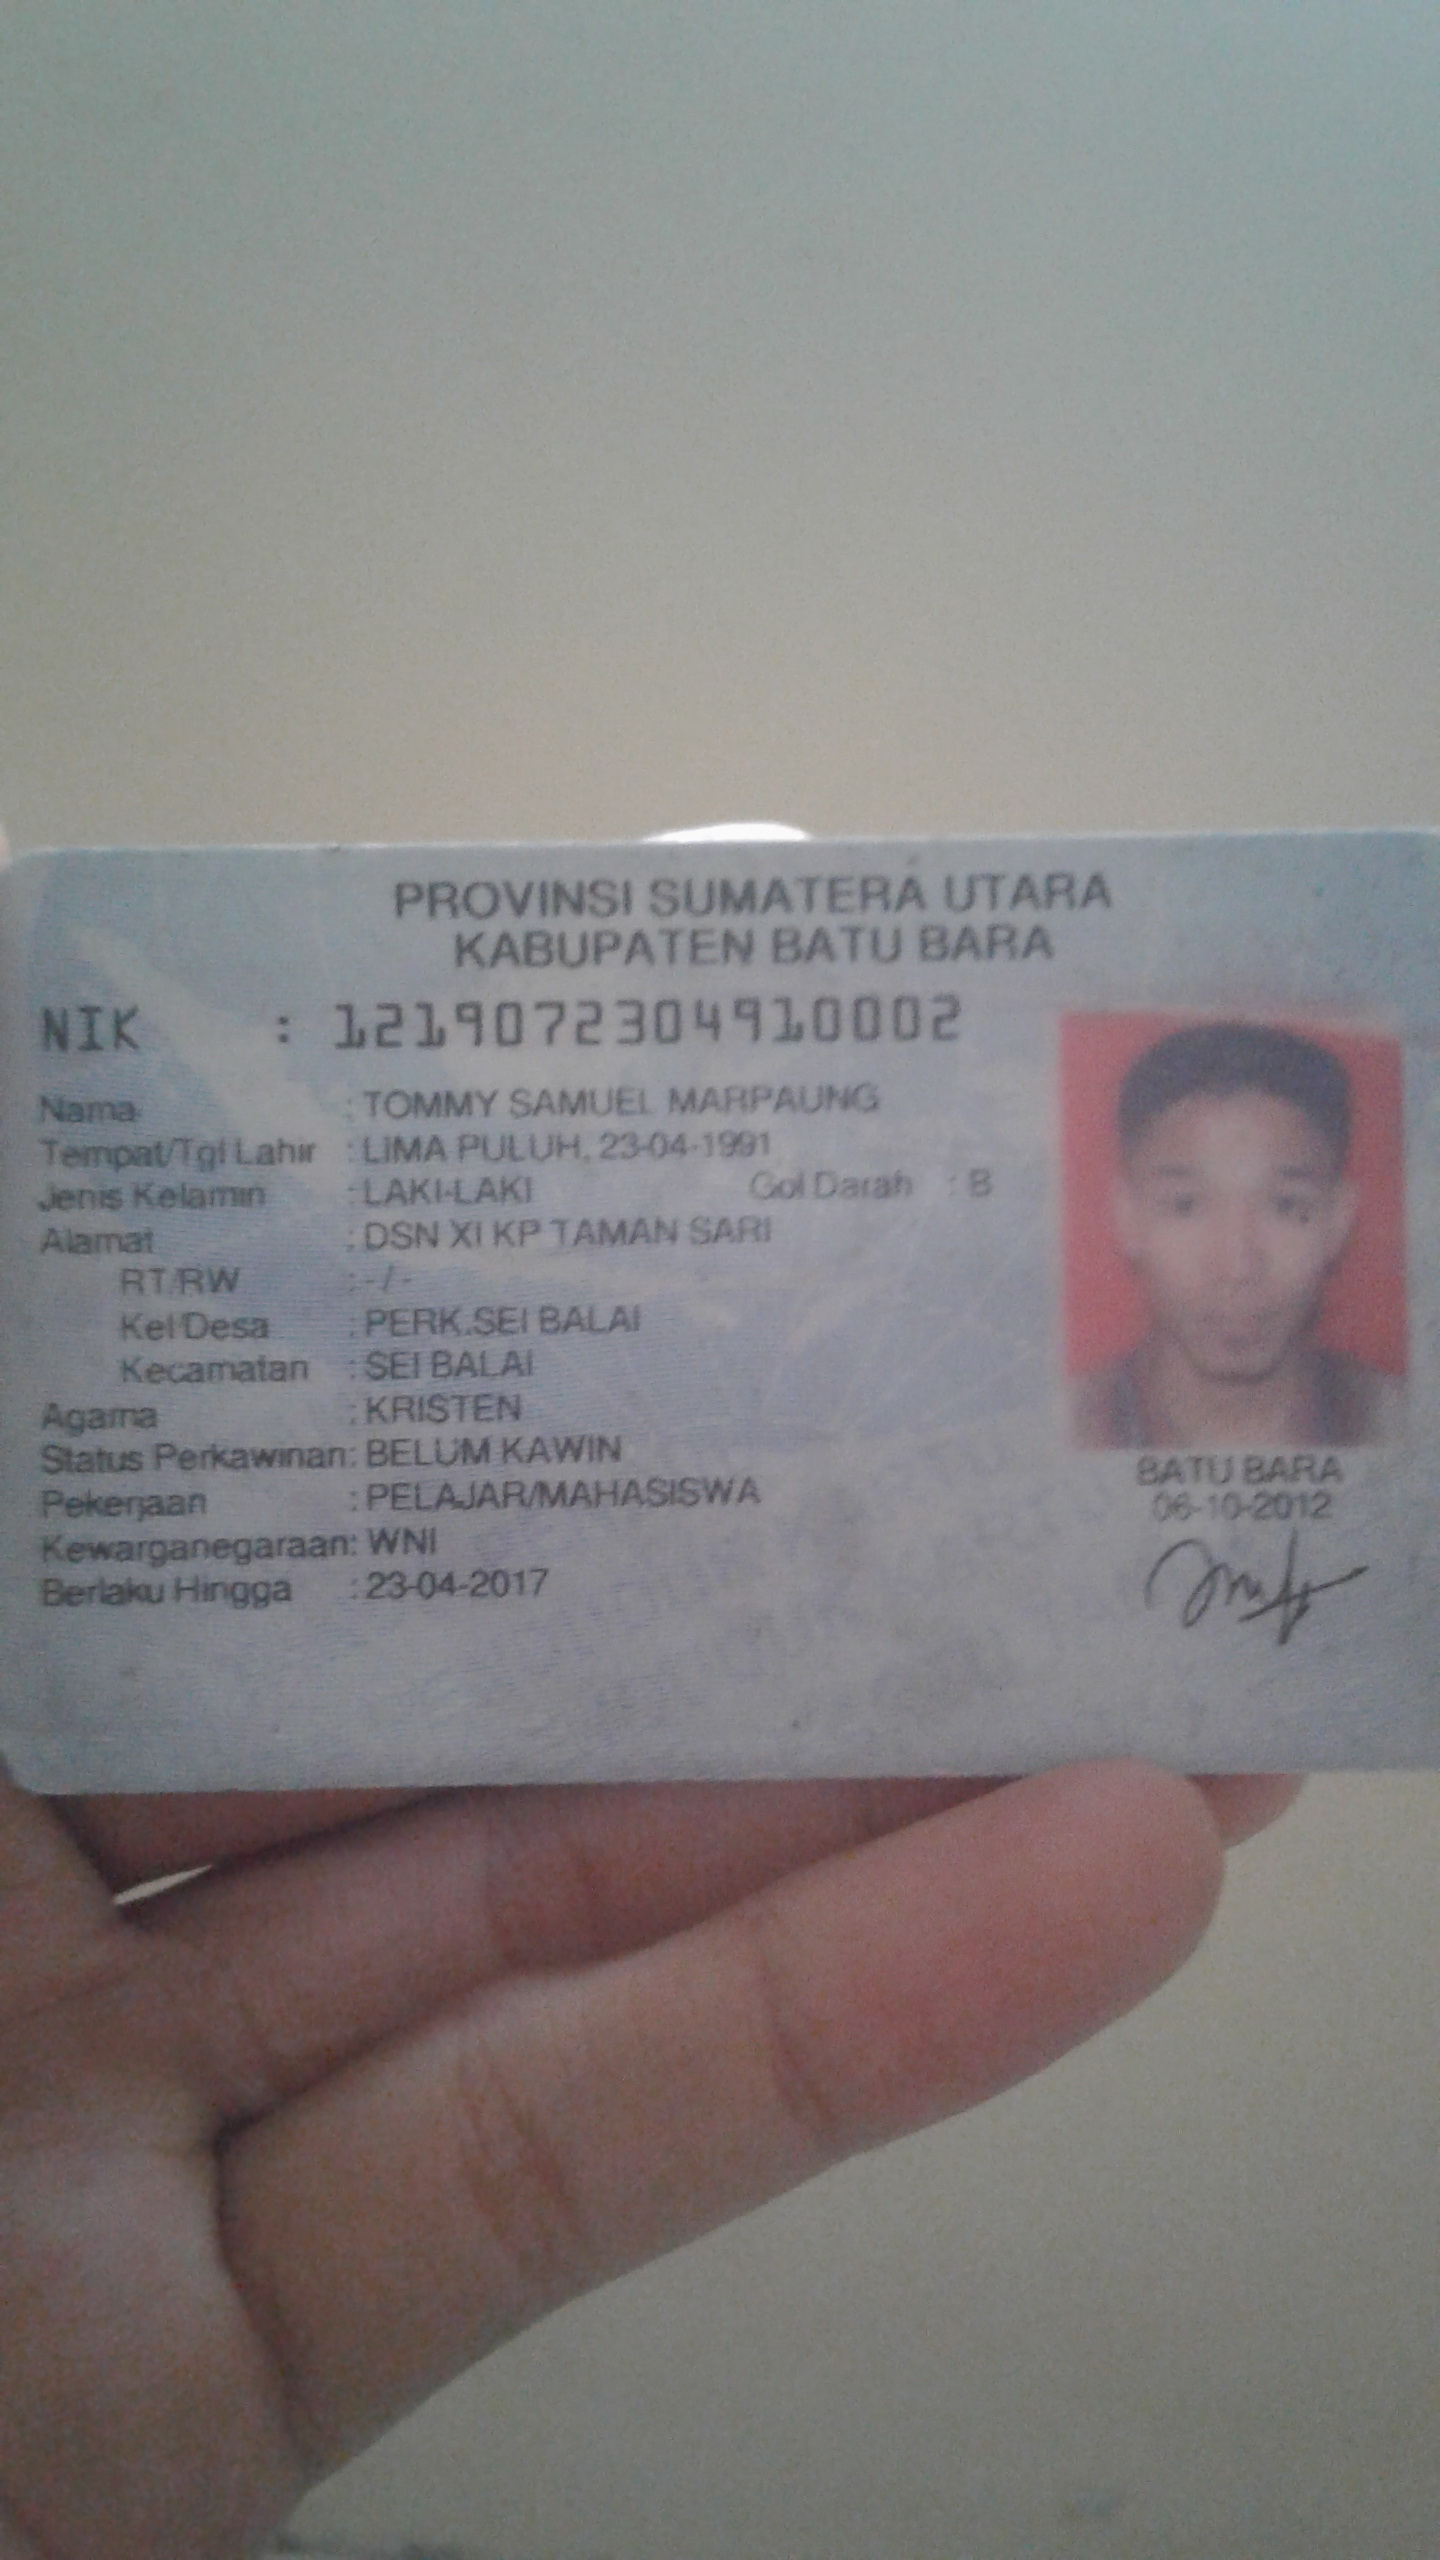 PROVINSI SUMATERA UTARA
KABUPATEN BATU BARA
NIK : 1219072304910002
Nama : TOMMY SAMUEL MARPAUNG
Tempat/Tgl Lahir : LIMA PULUH, 23-04-1991
Jenis Kelamin : LAKI-LAKI Gol Darah : B
Alamat : DSN XI KP TAMAN SARI
RT/RW : -/-
Kel/Desa : PERK.SEI BALAI
Kecamatan : SEI BALAI
Agama : KRISTEN
Status Perkawinan: BELUM KAWIN
Pekerjaan : PELAJAR/MAHASISWA
Kewarganegaraan: WNI
Berlaku Hingga : 23-04-2017
BATU BARA
06-10-2012